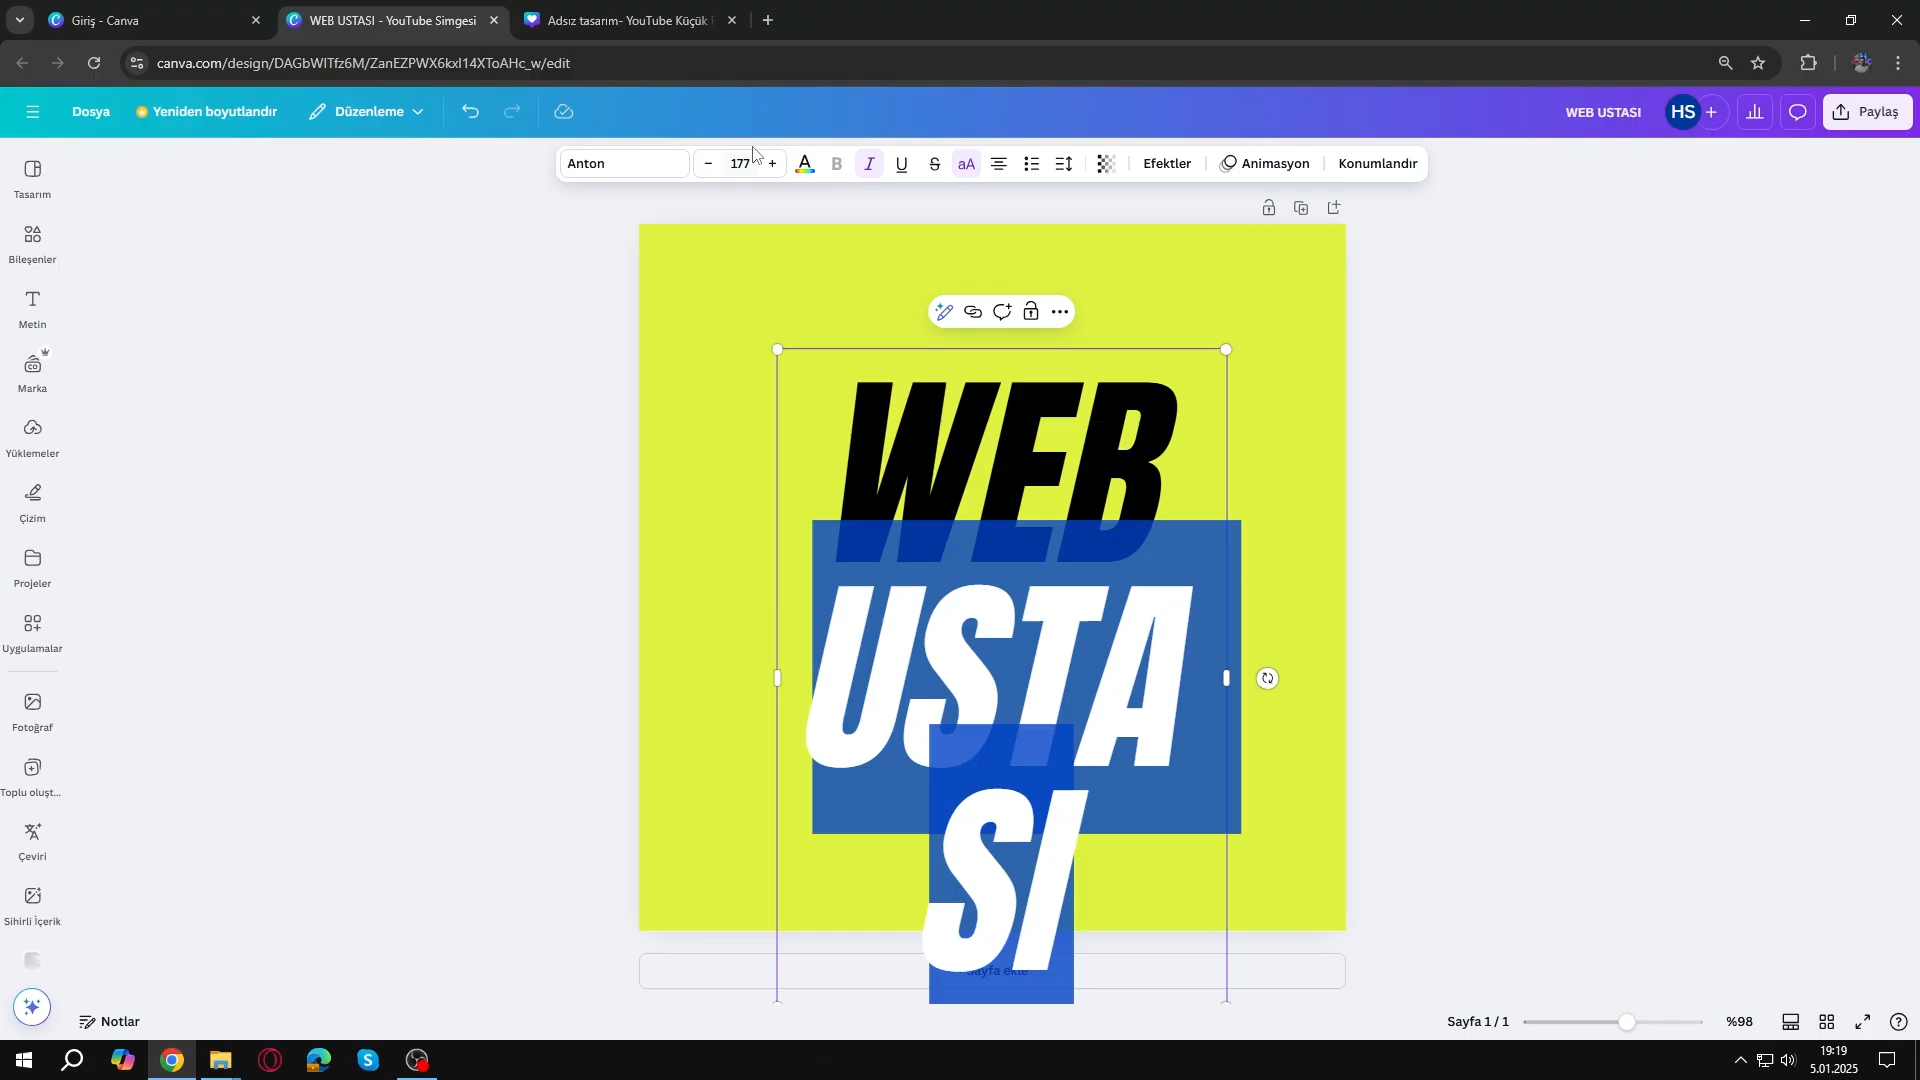 Giriş - Canva
WEB USTASI - YouTube Simgesi
Adsız tasarım- YouTube Küçük
canva.com/design/DAGbWITfz6M/ZanEZPWX6kxI14XToAHc_w/edit
Dosya
Yeniden boyutlandır
Düzenleme
WEB USTASI
HS
Paylaş
Anton
177
Efektler
Animasyon
Konumlandır
Tasarım
Bileşenler
Metin
Marka
Yüklemeler
Çizim
Projeler
Uygulamalar
Fotoğraf
Toplu oluşt...
Çeviri
Sihirli İçerik
WEB
USTA
SI
Sayfa ekle
Notlar
Sayfa 1 / 1
%98
19:19
5.01.2025